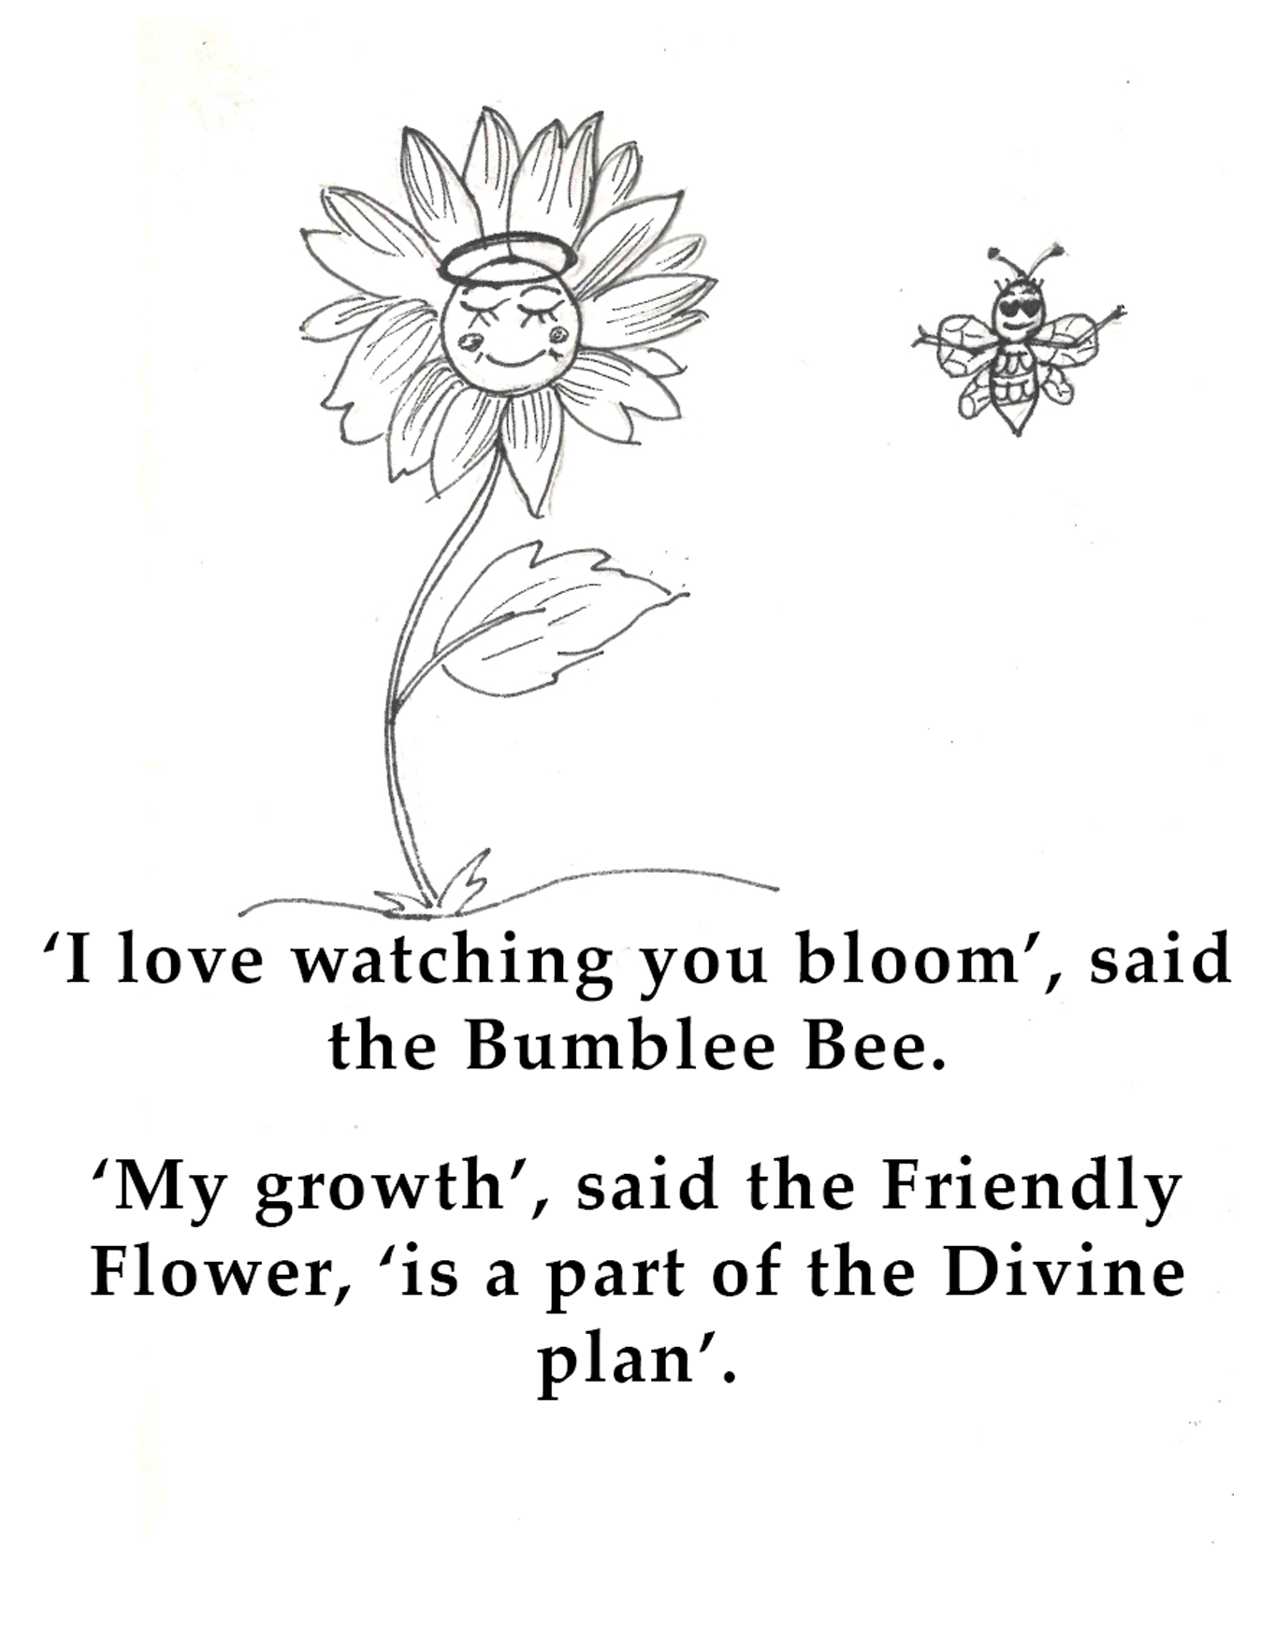 ‘I love watching you bloom’, said
the Bumblee Bee.
‘My growth’, said the Friendly
Flower, ‘is a part of the Divine
plan’.